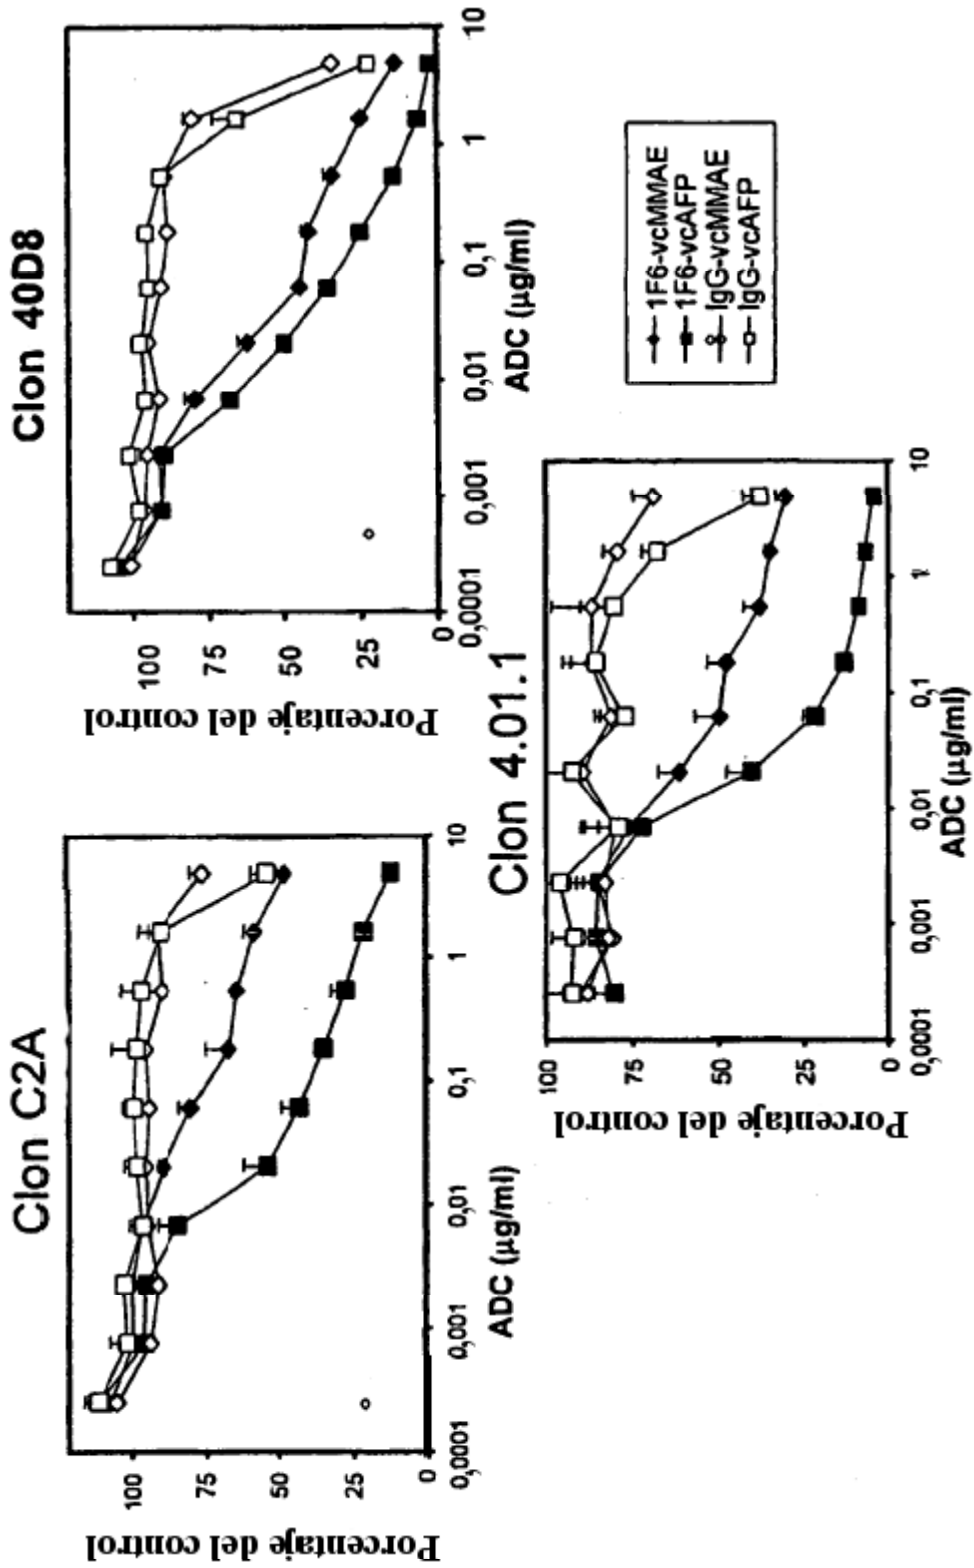 Clon C2A
Porcentaje del control
100
75
50
25
0
0,0001
0,001
0,01
0,1
1
10
ADC (µg/ml)
Clon 40D8
Porcentaje del control
100
75
50
25
0
0,0001
0,001
0,01
0,1
1
10
ADC (µg/ml)
Clon 4.01.1
Porcentaje del control
100
75
50
25
0
0,0001
0,001
0,01
0,1
1
10
ADC (µg/ml)
1F6-vcMMAE
1F6-vcAFP
IgG-vcMMAE
IgG-vcAFP